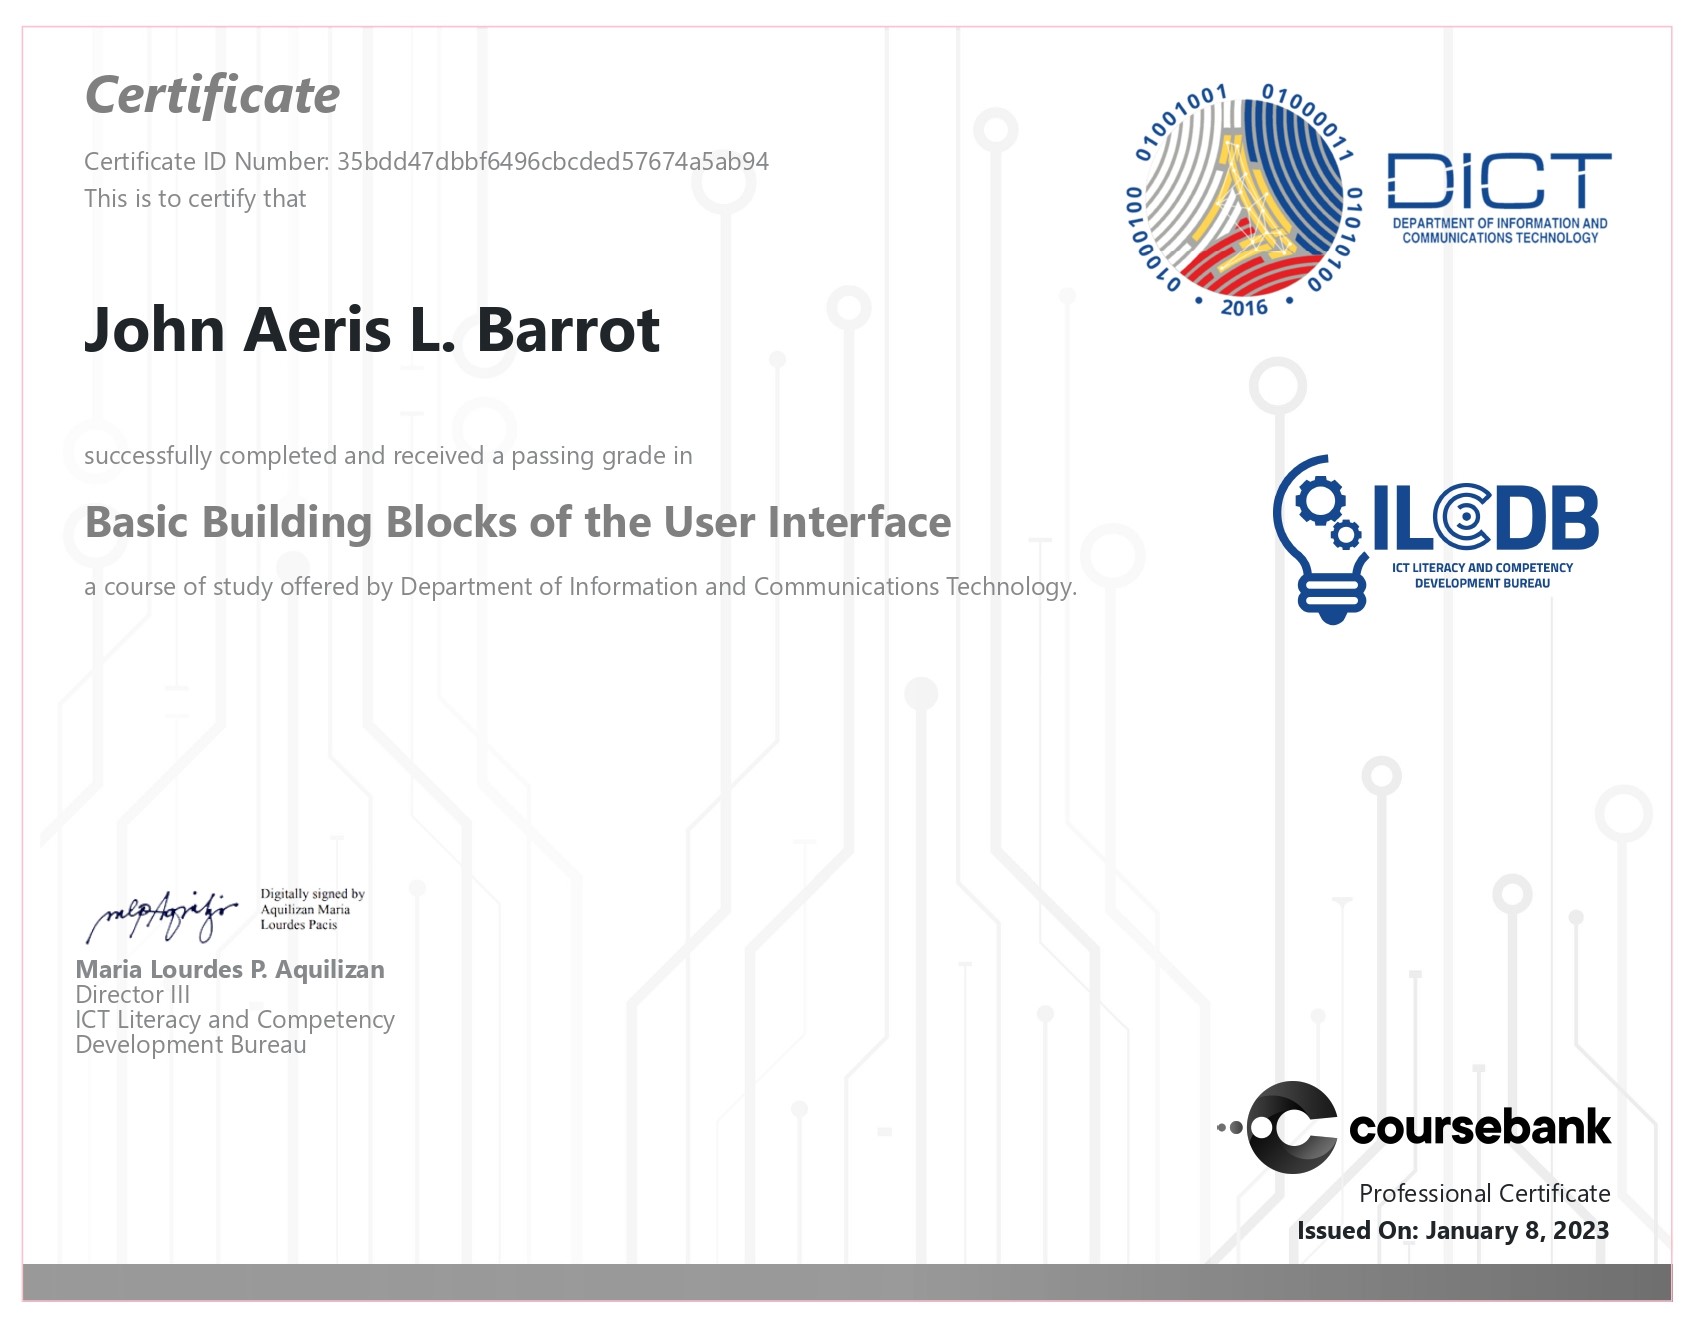 Certificate
Certificate ID Number: 35bdd47dbbf6496cbcded57674a5ab94
This is to certify that
John Aeris L. Barrot
successfully completed and received a passing grade in
Basic Building Blocks of the User Interface
a course of study offered by Department of Information and Communications Technology.
01001001 01000011 01010100 01000100
• 2016 •
DICT
DEPARTMENT OF INFORMATION AND
COMMUNICATIONS TECHNOLOGY
ILCDB
ICT LITERACY AND COMPETENCY
DEVELOPMENT BUREAU
Digitally signed by
Aquilizan Maria
Lourdes Pacis
Maria Lourdes P. Aquilizan
Director III
ICT Literacy and Competency
Development Bureau
coursebank
Professional Certificate
Issued On: January 8, 2023